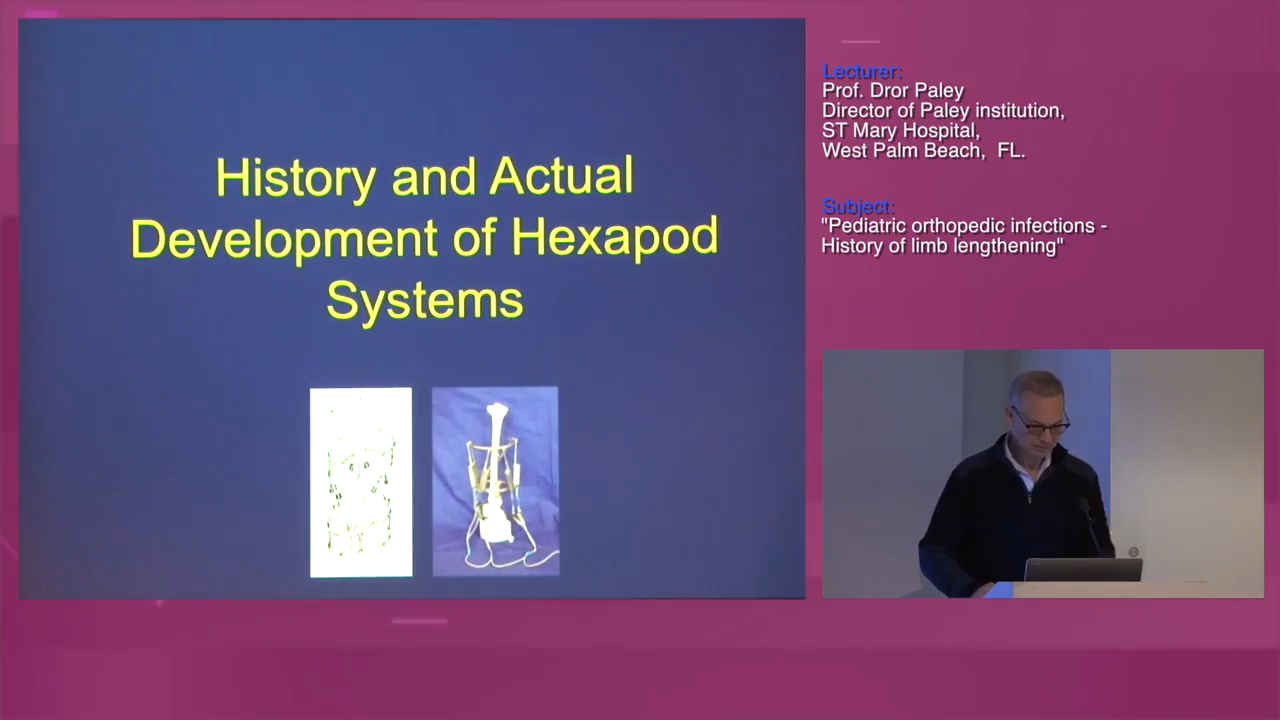 History and Actual
Development of Hexapod
Systems
Lecturer:
Prof. Dror Paley
Director of Paley institution,
ST Mary Hospital,
West Palm Beach, FL.
Subject:
"Pediatric orthopedic infections -
History of limb lengthening"